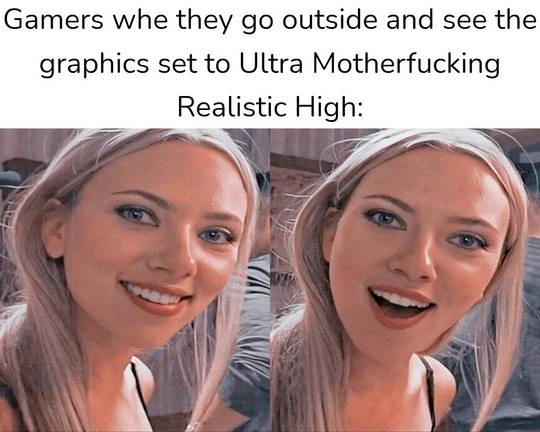 Gamers whe they go outside and see the
graphics set to Ultra Motherfucking
Realistic High: